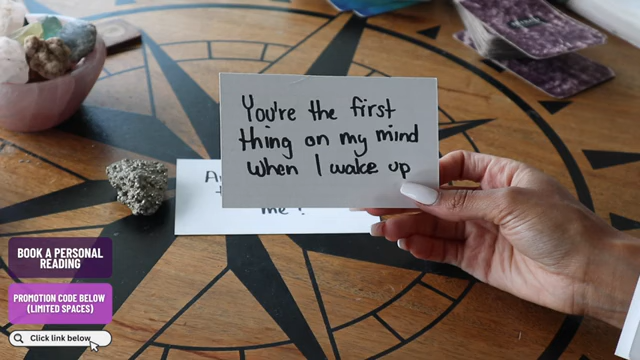 You're the first
thing on my mind
when I wake up
me?
BOOK A PERSONAL
READING
PROMOTION CODE BELOW
(LIMITED SPACES)
Click link below